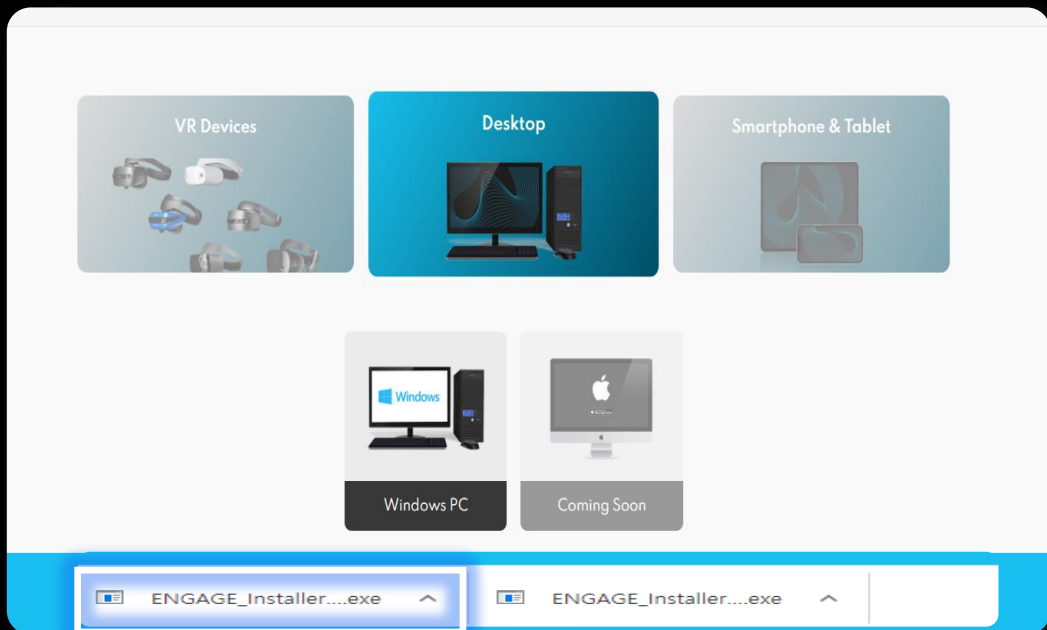 VR Devices
Desktop
Smartphone & Tablet
Windows
Windows PC
Coming Soon
ENGAGE_Installer....exe
ENGAGE_Installer....exe